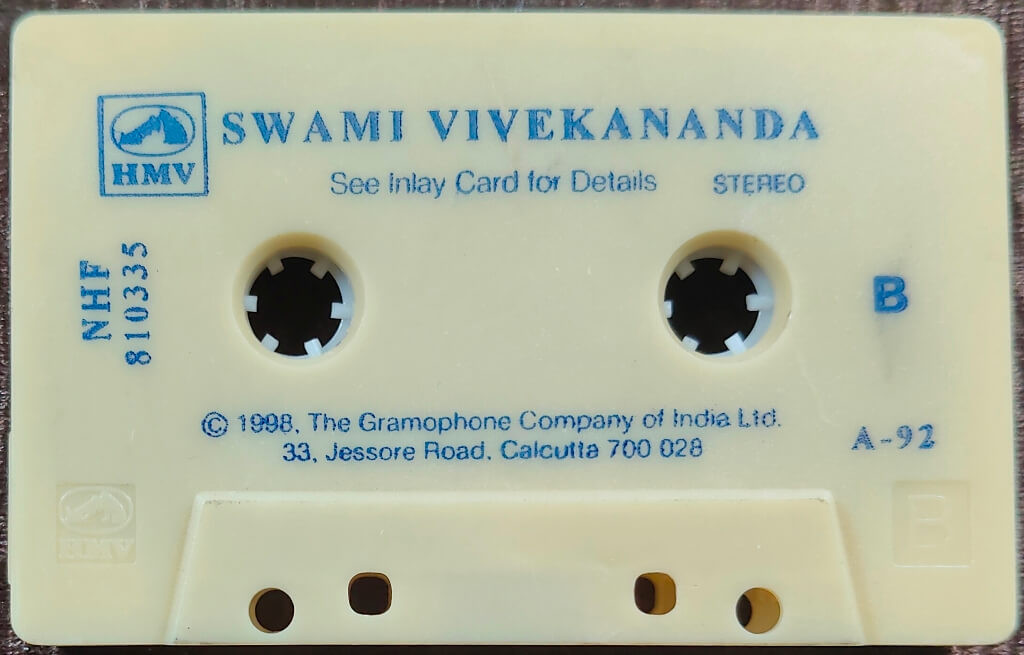 SWAMI VIVEKANANDA
HMV
See Inlay Card for Details STEREO
NHF
810335
B
© 1998, The Gramophone Company of India Ltd.
33, Jessore Road, Calcutta 700 028
A-92
HMV
B